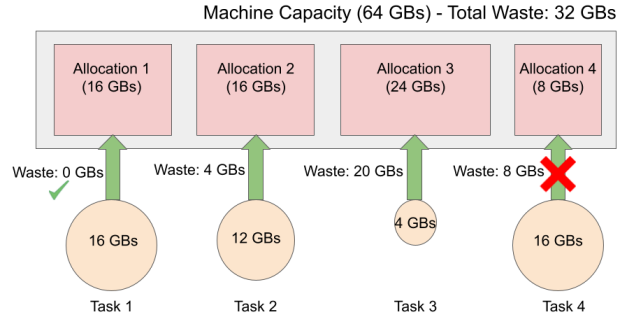 Machine Capacity (64 GBs) - Total Waste: 32 GBs
Allocation 1
(16 GBs)
Allocation 2
(16 GBs)
Allocation 3
(24 GBs)
Allocation 4
(8 GBs)
Waste: 0 GBs
Waste: 4 GBs
Waste: 20 GBs
Waste: 8 GBs
16 GBs
12 GBs
4 GBs
16 GBs
Task 1
Task 2
Task 3
Task 4